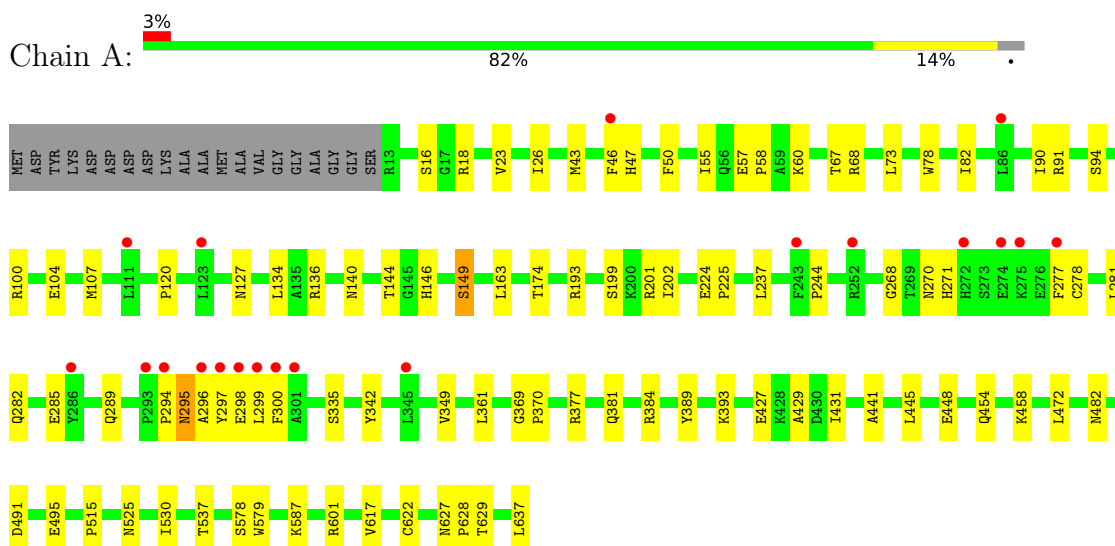 3%
Chain A:
82% 14% •
MET ASP TYR LYS ASP ASP ASP ASP LYS ALA ALA MET ALA VAL GLY GLY ALA GLY GLY SER R13 S16 G17 R18 V23 I26 M43 F46 H47 F50 I55 Q56 E57 P58 A59 K60 T67 R68 L73 W78 I82 L86 I90 R91 S94
R100 E104 M107 L111 P120 L123 N127 L134 A135 R136 N140 T144 G145 H146 S149 L163 T174 R193 S199 K200 R201 I202 E224 P225 L237 F243 P244 R252 G268 T269 N270 H271 H272 S273 E274 K275 E276 F277 C278 L281
Q282 E285 Y286 Q289 P293 P294 N295 A296 Y297 E298 L299 F300 A301 S335 Y342 L345 V349 L361 G369 P370 R377 Q381 R384 Y389 K393 E427 K428 A429 D430 I431 A441 L445 E448 Q454 K458 L472 N482
D491 E495 P515 N525 I530 T537 S578 W579 K587 R601 V617 C622 N627 P628 T629 L637